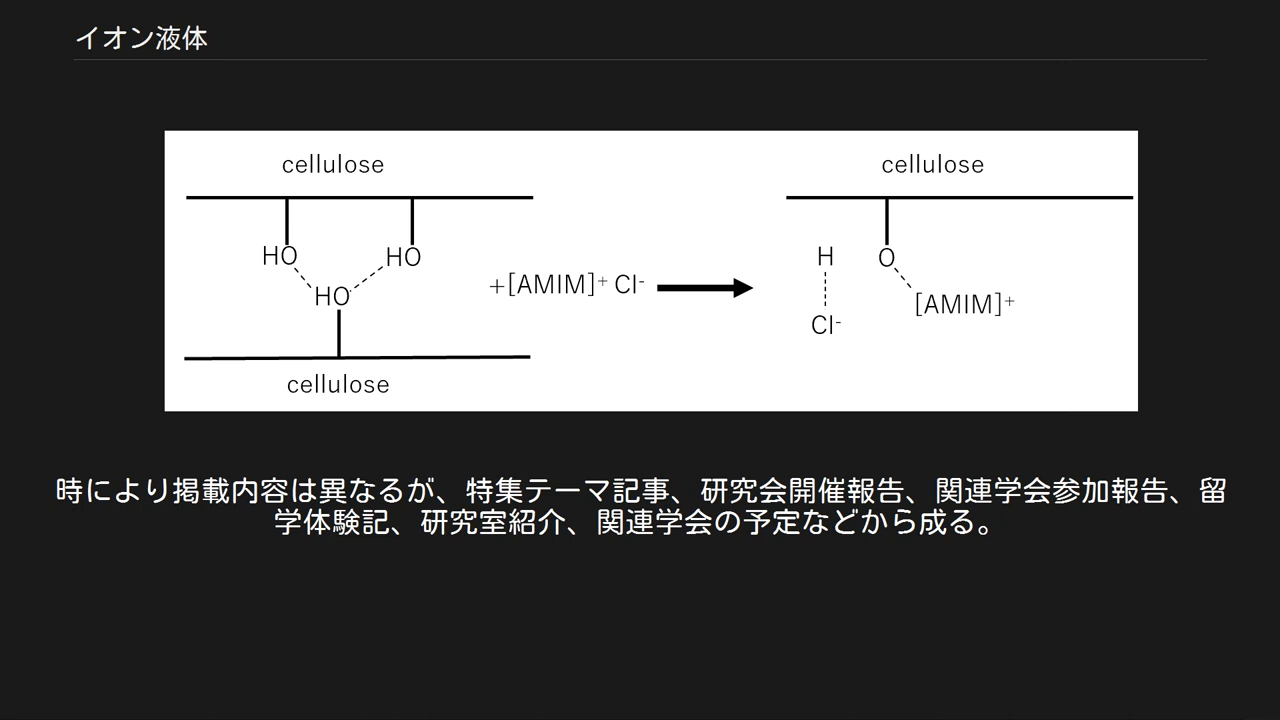 イオン液体
cellulose
cellulose
HO
HO
H
O
HO
+[AMIM]⁺ Cl⁻
[AMIM]⁺
Cl⁻
cellulose
時により掲載内容は異なるが、特集テーマ記事、研究会開催報告、関連学会参加報告、留
学体験記、研究室紹介、関連学会の予定などから成る。